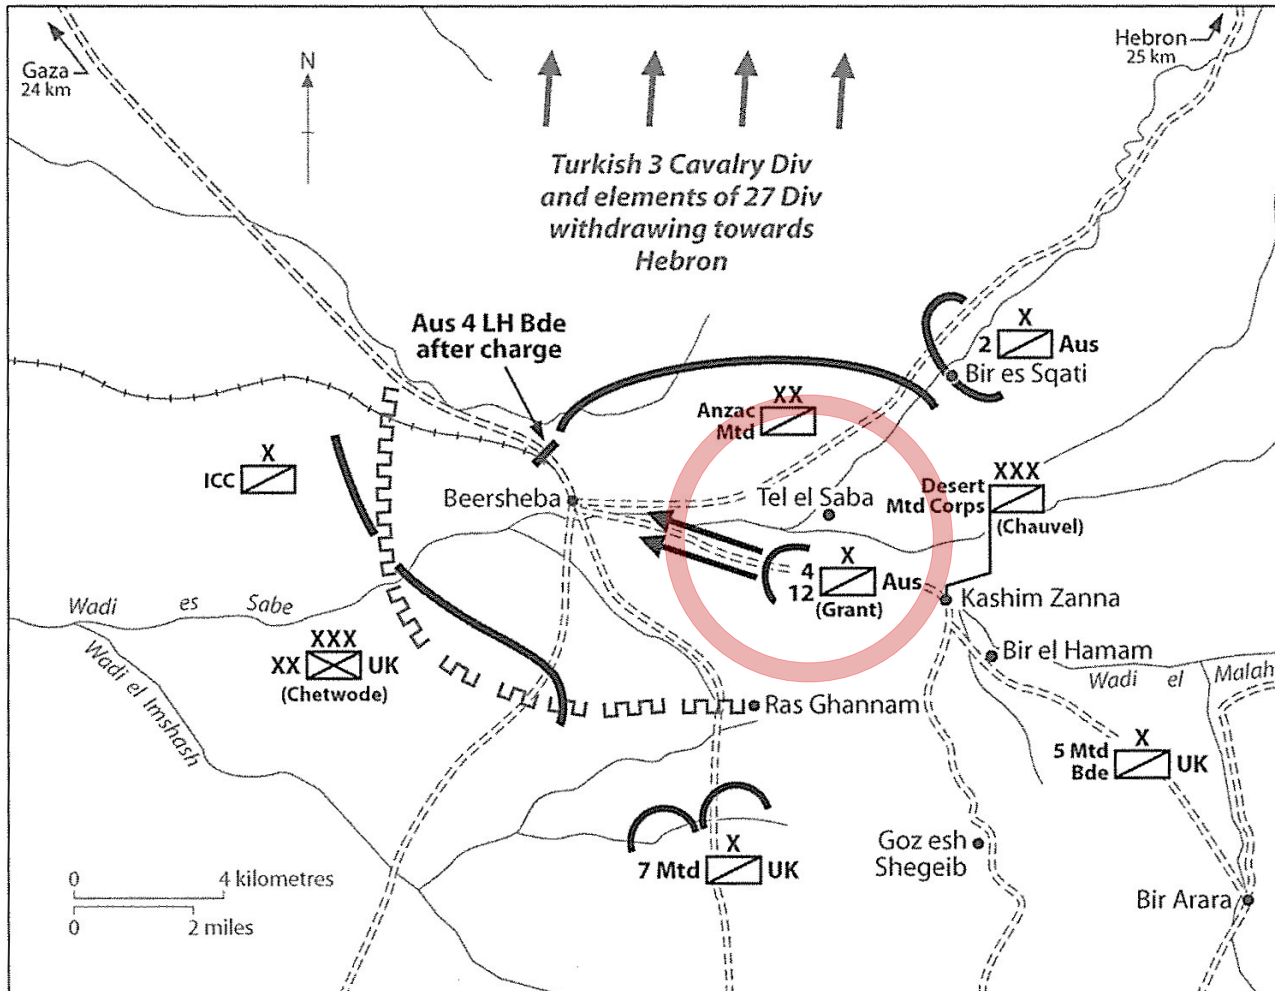 Gaza
24 km
N
Hebron
25 km
Turkish 3 Cavalry Div
and elements of 27 Div
withdrawing towards
Hebron
Aus 4 LH Bde
after charge
X
2 Aus
Bir es Sqati
XX
Anzac
Mtd
X
ICC
Beersheba
Tel el Saba
XXX
Desert
Mtd Corps
(Chauvel)
X
4
12 Aus
(Grant)
Kashim Zanna
Wadi es Sabe
XXX
XX UK
(Chetwode)
Wadi el Imshash
Bir el Hamam
Wadi el Malah
Ras Ghannam
X
5 Mtd
Bde UK
X
7 Mtd UK
Goz esh
Shegeib
Bir Arara
0 4 kilometres
0 2 miles